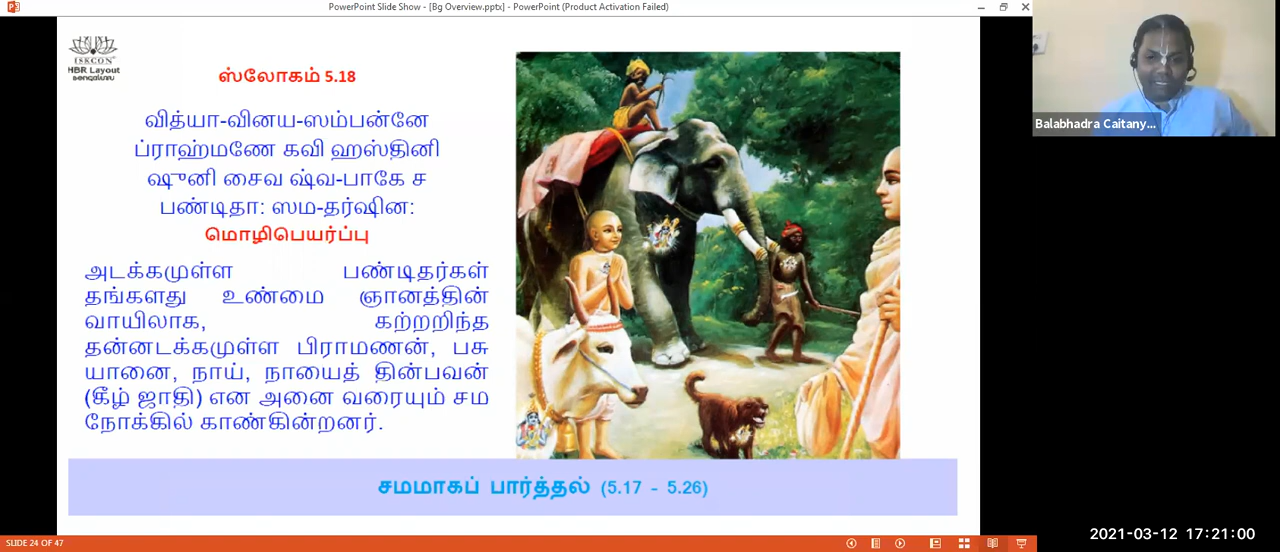 PowerPoint Slide Show - [Bg Overview.pptx] - PowerPoint (Product Activation Failed)
ISKCON
HBR Layout
Bengaluru
ஸ்லோகம் 5.18
வித்யா-வினய-ஸம்பன்னே
ப்ராஹ்மணே கவி ஹஸ்தினி
ஷுனி சைவ ஷ்வ-பாகே ச
பண்டிதா: ஸம-தர்ஷின:
மொழிபெயர்ப்பு
அடக்கமுள்ள பண்டிதர்கள்
தங்களது உண்மை ஞானத்தின்
வாயிலாக, கற்றறிந்த
தன்னடக்கமுள்ள பிராமணன், பசு
யானை, நாய், நாயைத் தின்பவன்
(கீழ் ஜாதி) என அனை வரையும் சம
நோக்கில் காண்கின்றனர்.
சமமாகப் பார்த்தல் (5.17 - 5.26)
Balabhadra Caitany...
SLIDE 24 OF 47
2021-03-12 17:21:00